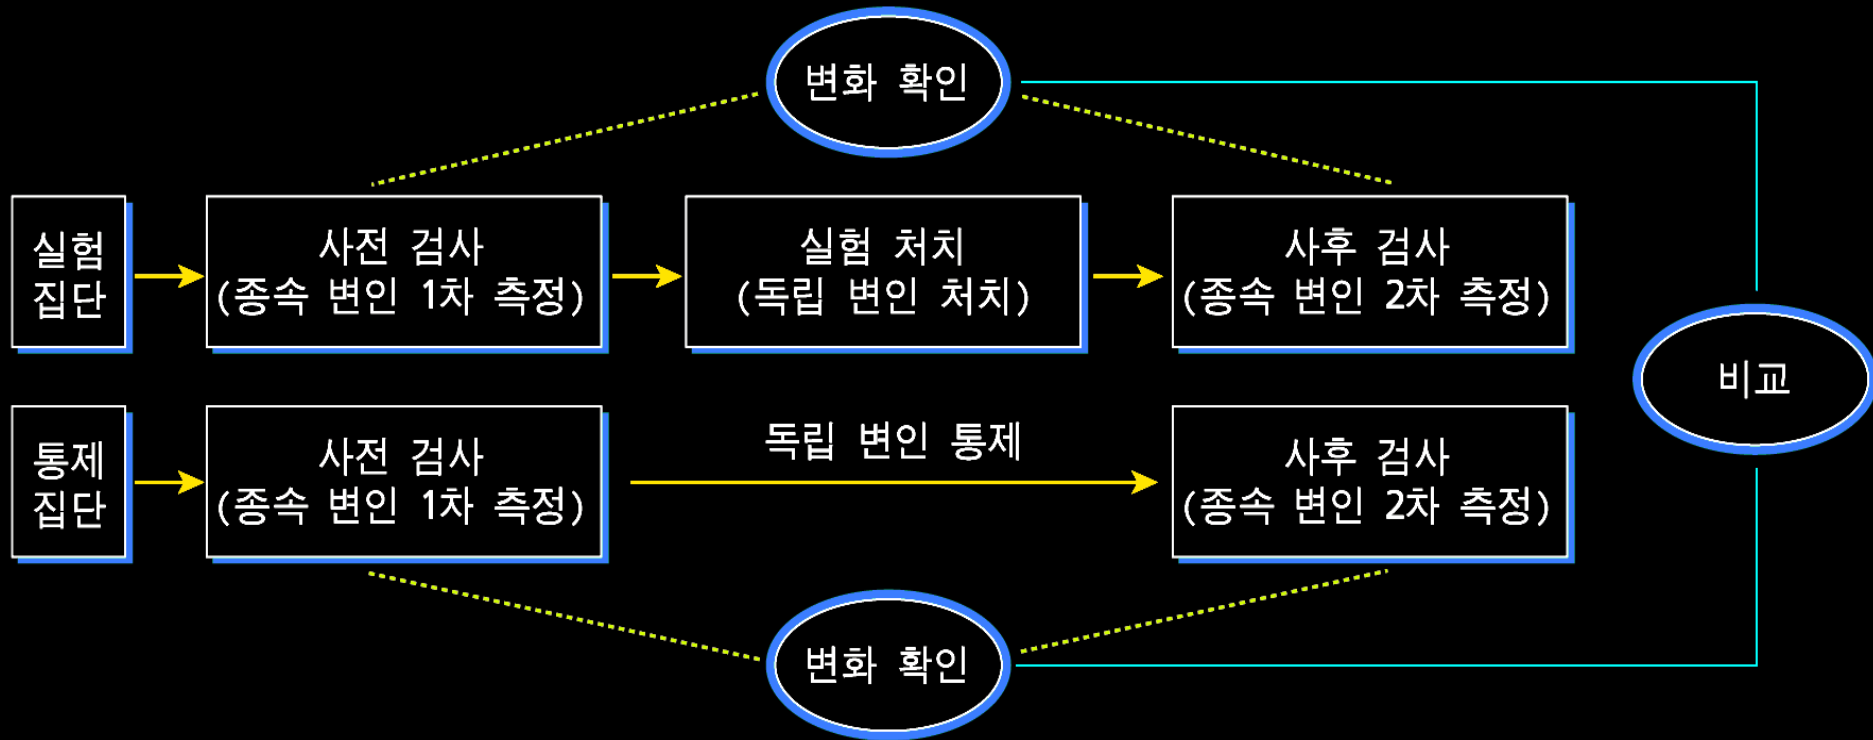 변화 확인
실험
집단
사전 검사
(종속 변인 1차 측정)
실험 처치
(독립 변인 처치)
사후 검사
(종속 변인 2차 측정)
비교
통제
집단
사전 검사
(종속 변인 1차 측정)
독립 변인 통제
사후 검사
(종속 변인 2차 측정)
변화 확인